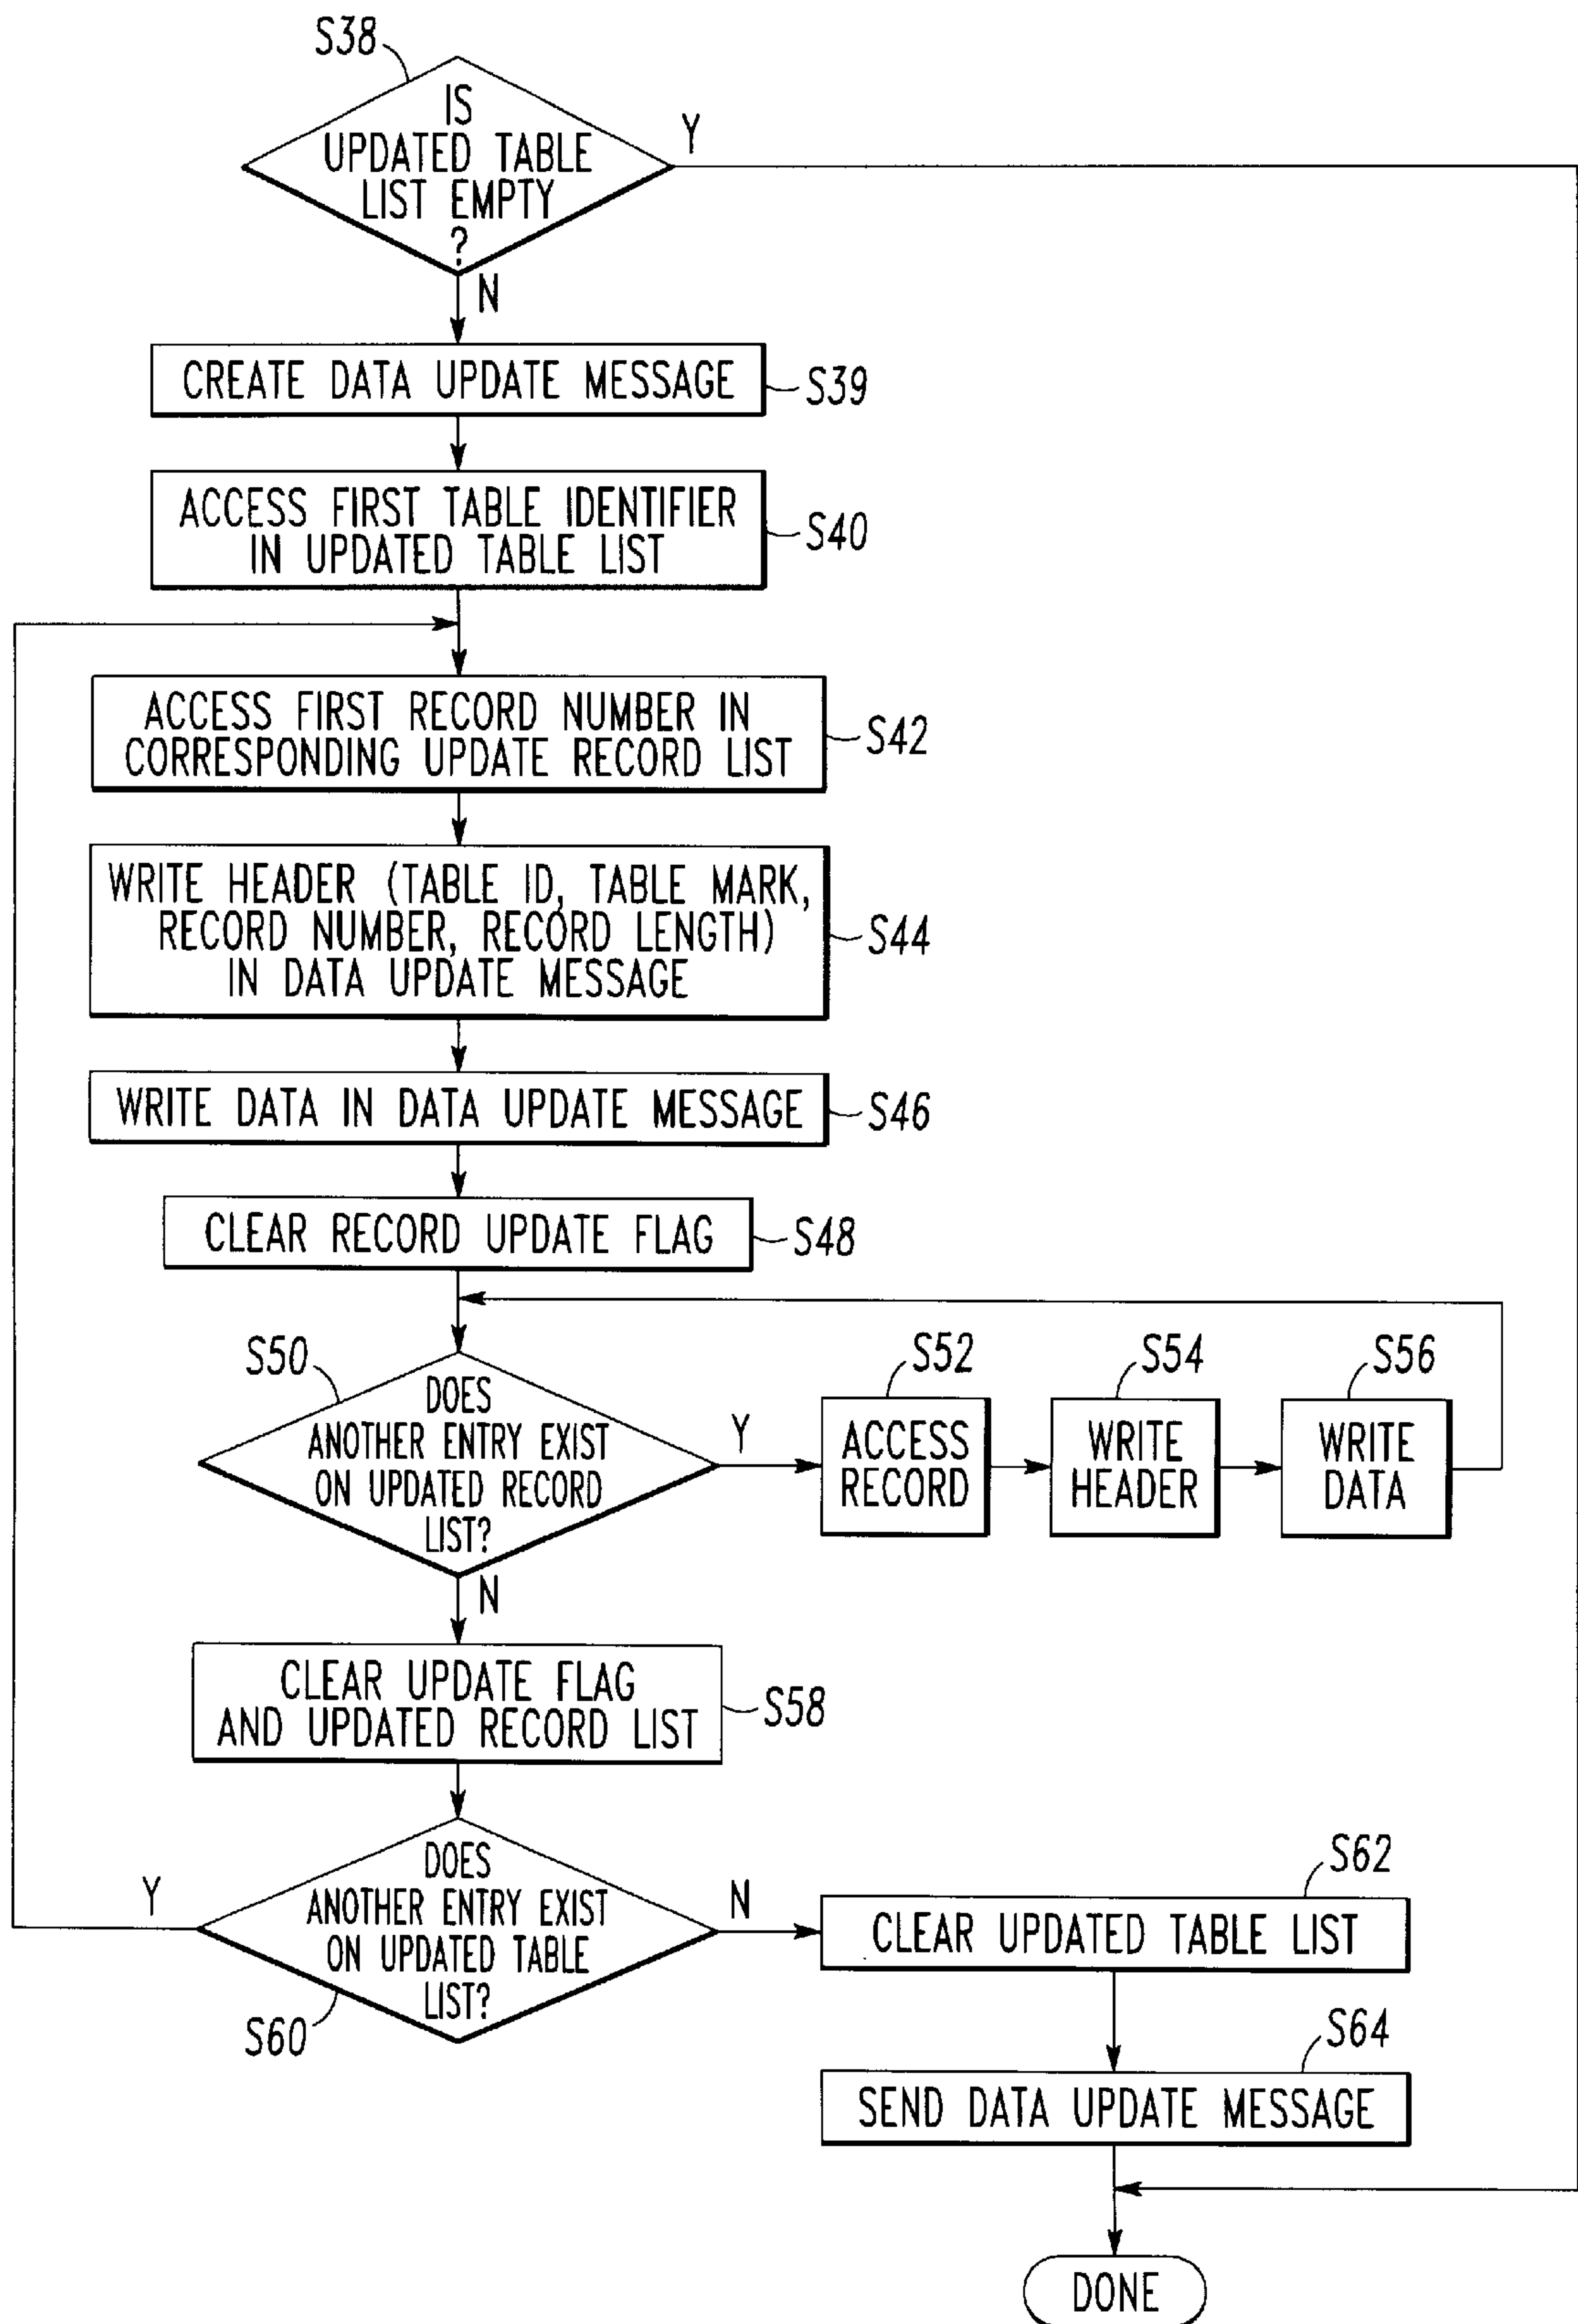 S38
IS
UPDATED TABLE
LIST EMPTY
?
Y
N
CREATE DATA UPDATE MESSAGE
S39
ACCESS FIRST TABLE IDENTIFIER
IN UPDATED TABLE LIST
S40
ACCESS FIRST RECORD NUMBER IN
CORRESPONDING UPDATE RECORD LIST
S42
WRITE HEADER (TABLE ID, TABLE MARK,
RECORD NUMBER, RECORD LENGTH)
IN DATA UPDATE MESSAGE
S44
WRITE DATA IN DATA UPDATE MESSAGE
S46
CLEAR RECORD UPDATE FLAG
S48
S50
DOES
ANOTHER ENTRY EXIST
ON UPDATED RECORD
LIST?
Y
N
S52
ACCESS
RECORD
S54
WRITE
HEADER
S56
WRITE
DATA
CLEAR UPDATE FLAG
AND UPDATED RECORD LIST
S58
DOES
ANOTHER ENTRY EXIST
ON UPDATED TABLE
LIST?
Y
N
S60
S62
CLEAR UPDATED TABLE LIST
S64
SEND DATA UPDATE MESSAGE
DONE